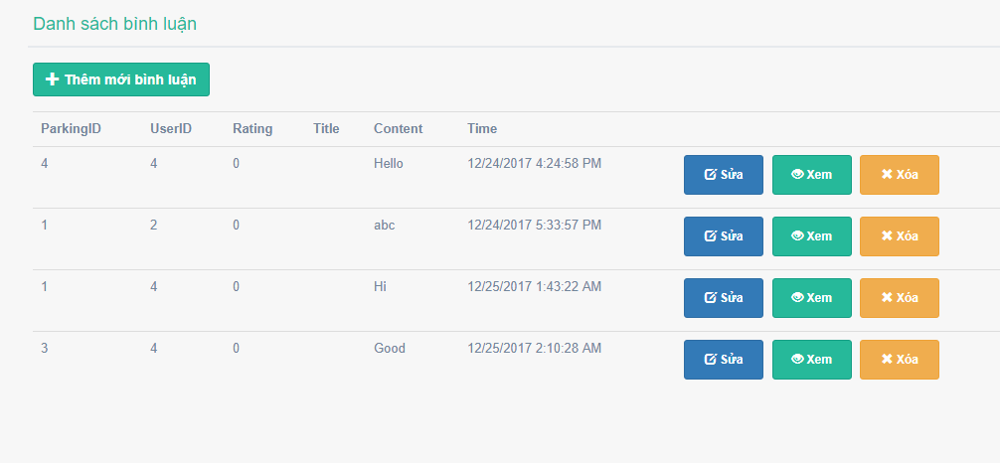 Danh sách bình luận
Thêm mới bình luận
ParkingID UserID Rating Title Content Time
4 4 0 Hello 12/24/2017 4:24:58 PM Sửa Xem Xóa
1 2 0 abc 12/24/2017 5:33:57 PM Sửa Xem Xóa
1 4 0 Hi 12/25/2017 1:43:22 AM Sửa Xem Xóa
3 4 0 Good 12/25/2017 2:10:28 AM Sửa Xem Xóa